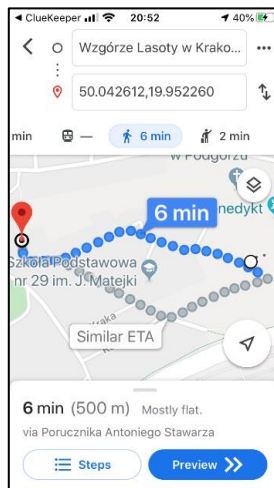 ClueKeeper 20:52 40%
Wzgórze Lasoty w Krako...
50.042612,19.952260
min — 6 min 2 min
w Podgórzu
enedykt
6 min
Szkoła Podstawowa
nr 29 im. J. Matejki
Kraka
Similar ETA
6 min (500 m) Mostly flat.
via Porucznika Antoniego Stawarza
Steps Preview